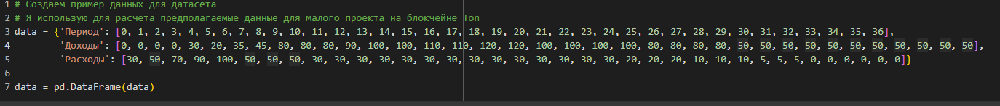 1 # Создаем пример данных для датасета
2 # Я использую для расчета предполагаемые данные для малого проекта на блокчейне Ton
3 data = {'Период': [0, 1, 2, 3, 4, 5, 6, 7, 8, 9, 10, 11, 12, 13, 14, 15, 16, 17, 18, 19, 20, 21, 22, 23, 24, 25, 26, 27, 28, 29, 30, 31, 32, 33, 34, 35, 36],
4 'Доходы': [0, 0, 0, 0, 30, 20, 35, 45, 80, 80, 80, 90, 100, 100, 110, 110, 120, 120, 100, 100, 100, 100, 80, 80, 80, 80, 50, 50, 50, 50, 50, 50, 50, 50, 50, 50, 50],
5 'Расходы': [30, 50, 70, 90, 100, 50, 50, 50, 30, 30, 30, 30, 30, 30, 30, 30, 30, 30, 30, 30, 30, 30, 20, 20, 20, 10, 10, 10, 5, 5, 5, 0, 0, 0, 0, 0, 0]}
6
7 data = pd.DataFrame(data)